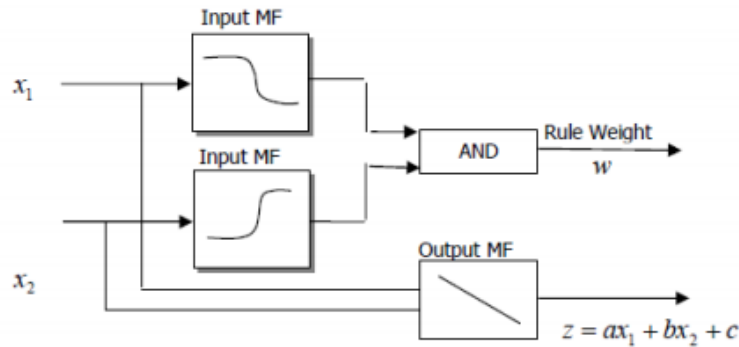 Input MF
x₁
Input MF
AND
Rule Weight
w
x₂
Output MF
z = ax₁ + bx₂ + c